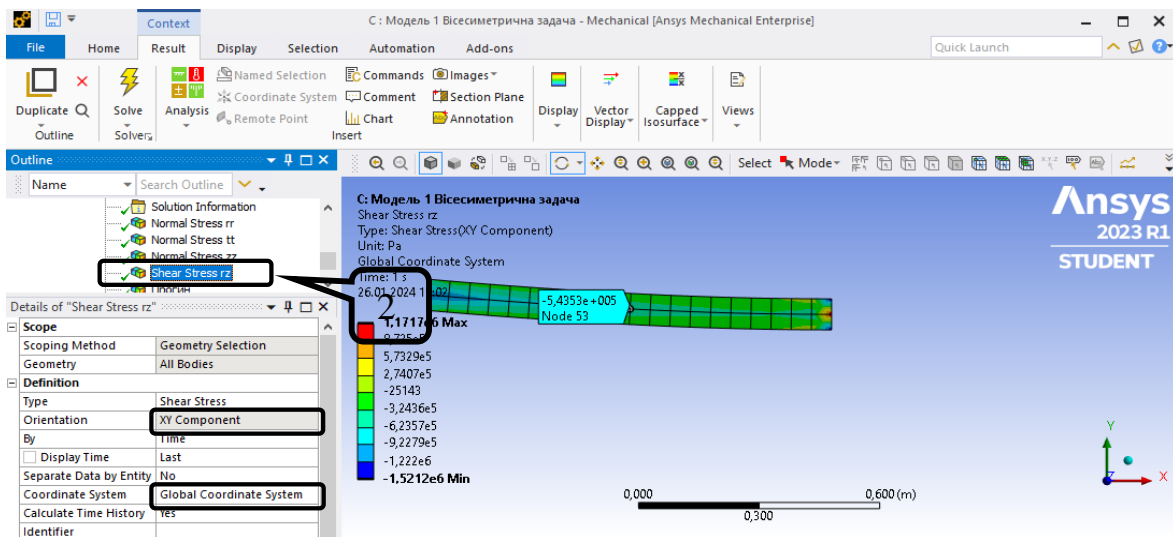 Context
C : Модель 1 Вісесиметрична задача - Mechanical [Ansys Mechanical Enterprise]
File Home Result Display Selection Automation Add-ons Quick Launch
Duplicate Solve Analysis Named Selection Coordinate System Remote Point Commands Comment Chart Images Section Plane Annotation Display Vector Display Capped Isosurface Views
Outline Solver Insert
Outline
Select Mode
Name Search Outline
Solution Information
Normal Stress rr
Normal Stress tt
Normal Stress zz
Shear Stress rz
Прогин
Details of "Shear Stress rz"
Scope
Scoping Method Geometry Selection
Geometry All Bodies
Definition
Type Shear Stress
Orientation XY Component
By Time
Display Time Last
Separate Data by Entity No
Coordinate System Global Coordinate System
Calculate Time History Yes
Identifier
C: Модель 1 Вісесиметрична задача
Shear Stress rz
Type: Shear Stress(XY Component)
Unit: Pa
Global Coordinate System
Time: 1 s
26.01.2024
2
1,1717e6 Max
5,7329e5
2,7407e5
-25143
-3,2436e5
-6,2357e5
-9,2279e5
-1,222e6
-1,5212e6 Min
-5,4353e+005
Node 53
Ansys
2023 R1
STUDENT
0,000 0,600 (m)
0,300
Y
Z X